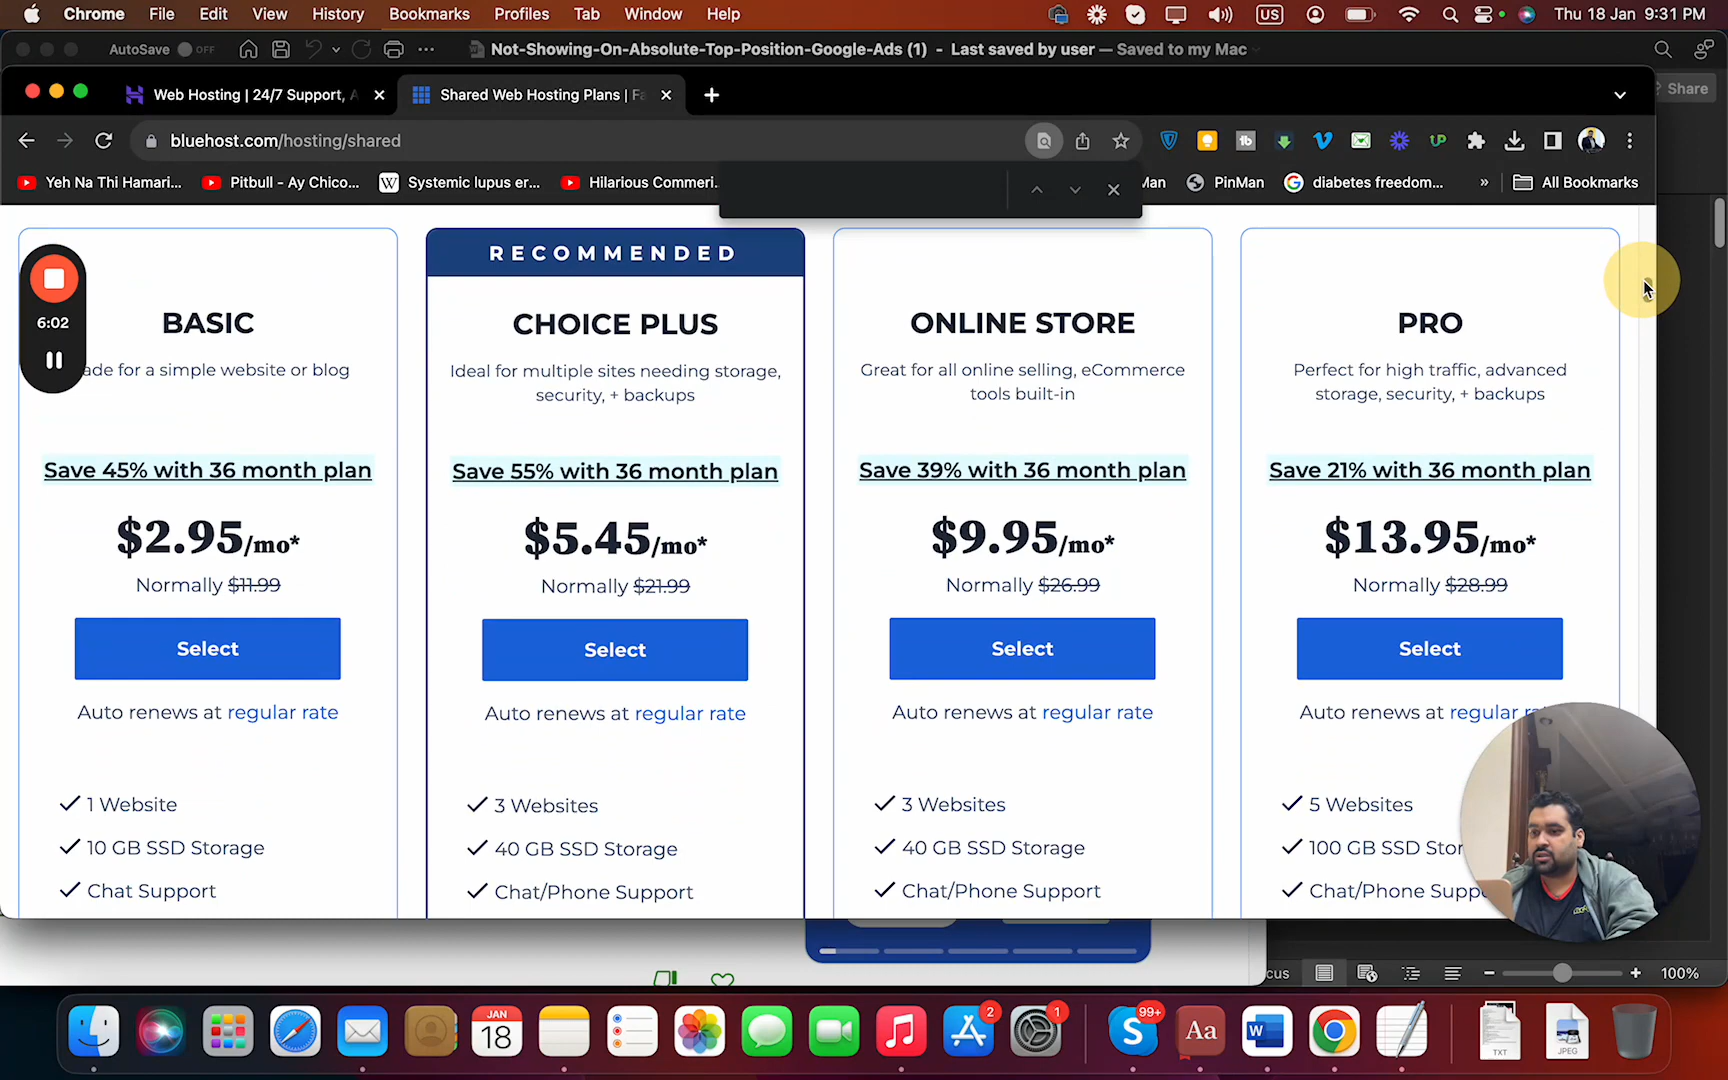 Chrome File Edit View History Bookmarks Profiles Tab Window Help US Thu 18 Jan 9:31 PM
AutoSave OFF Not-Showing-On-Absolute-Top-Position-Google-Ads (1) - Last saved by user — Saved to my Mac
Web Hosting | 24/7 Support, A Shared Web Hosting Plans | Fa Share
bluehost.com/hosting/shared
Yeh Na Thi Hamari... Pitbull - Ay Chico... Systemic lupus er... Hilarious Commeri... Man PinMan diabetes freedom... » All Bookmarks
RECOMMENDED
6:02
BASIC
ade for a simple website or blog
Save 45% with 36 month plan
$2.95/mo*
Normally $11.99
Select
Auto renews at regular rate
1 Website
10 GB SSD Storage
Chat Support
CHOICE PLUS
Ideal for multiple sites needing storage,
security, + backups
Save 55% with 36 month plan
$5.45/mo*
Normally $21.99
Select
Auto renews at regular rate
3 Websites
40 GB SSD Storage
Chat/Phone Support
ONLINE STORE
Great for all online selling, eCommerce
tools built-in
Save 39% with 36 month plan
$9.95/mo*
Normally $26.99
Select
Auto renews at regular rate
3 Websites
40 GB SSD Storage
Chat/Phone Support
PRO
Perfect for high traffic, advanced
storage, security, + backups
Save 21% with 36 month plan
$13.95/mo*
Normally $28.99
Select
Auto renews at regular
5 Websites
100 GB SSD Stor
Chat/Phone Supp
cus 100%
JAN
18
2
1
99+
S
Aa
W
TXT
JPEG